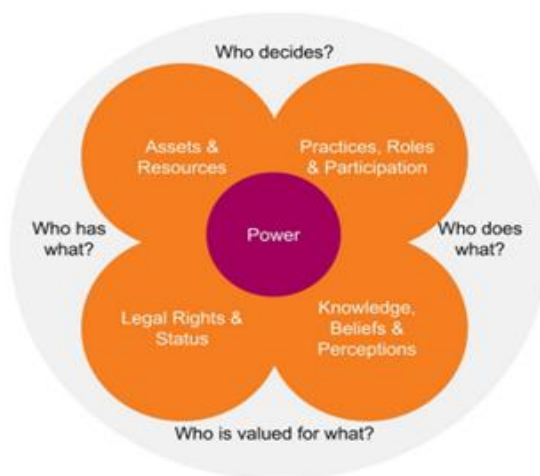 Who decides?
Assets &
Resources
Practices, Roles
& Participation
Who has
what?
Power
Who does
what?
Legal Rights &
Status
Knowledge,
Beliefs &
Perceptions
Who is valued for what?